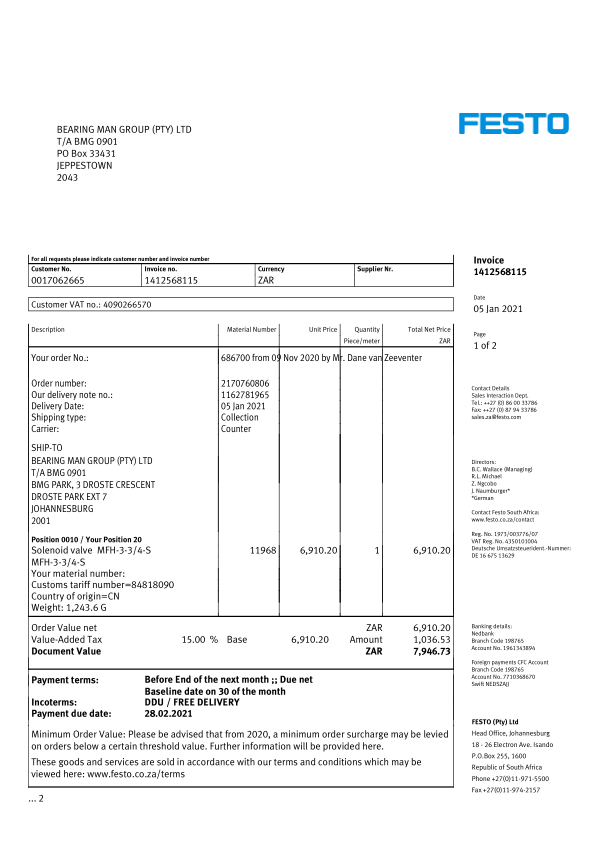 FESTO
BEARING MAN GROUP (PTY) LTD
T/A BMG 0901
PO Box 33431
JEPPESTOWN
2043
For all requests please indicate customer number and invoice number
Customer No. Invoice no. Currency Supplier Nr.
0017062665 1412568115 ZAR
Customer VAT no.: 4090266570
Description Material Number Unit Price Quantity Total Net Price
Piece/meter ZAR
Your order No.: 686700 from 09 Nov 2020 by Mr. Dane van Zeeventer
Order number: 2170760806
Our delivery note no.: 1162781965
Delivery Date: 05 Jan 2021
Shipping type: Collection
Carrier: Counter
SHIP-TO
BEARING MAN GROUP (PTY) LTD
T/A BMG 0901
BMG PARK, 3 DROSTE CRESCENT
DROSTE PARK EXT 7
JOHANNESBURG
2001
Position 0010 / Your Position 20
Solenoid valve MFH-3-3/4-S 11968 6,910.20 1 6,910.20
MFH-3-3/4-S
Your material number:
Customs tariff number=84818090
Country of origin=CN
Weight: 1,243.6 G
Order Value net ZAR 6,910.20
Value-Added Tax 15.00 % Base 6,910.20 Amount 1,036.53
Document Value ZAR 7,946.73
Payment terms: Before End of the next month ;; Due net
Baseline date on 30 of the month
Incoterms: DDU / FREE DELIVERY
Payment due date: 28.02.2021
Minimum Order Value: Please be advised that from 2020, a minimum order surcharge may be levied
on orders below a certain threshold value. Further information will be provided here.
These goods and services are sold in accordance with our terms and conditions which may be
viewed here: www.festo.co.za/terms
... 2
Invoice
1412568115
Date
05 Jan 2021
Page
1 of 2
Contact Details
Sales Interaction Dept.
Tel.: ++27 (0) 86 00 33786
Fax: ++27 (0) 87 94 33786
sales.za@festo.com
Directors:
B.C. Wallace (Managing)
R.L. Michael
Z. Ngcobo
J. Naumburger*
*German
Contact Festo South Africa:
www.festo.co.za/contact
Reg. No. 1973/003776/07
VAT Reg. No. 4350101004
Deutsche Umsatzsteuerident.-Nummer:
DE 16 675 13629
Banking details:
Nedbank
Branch Code 198765
Account No. 1961343894
Foreign payments CFC Account
Branch Code 198765
Account No. 7710368670
Swift NEDSZAJJ
FESTO (Pty) Ltd
Head Office, Johannesburg
18 - 26 Electron Ave. Isando
P.O.Box 255, 1600
Republic of South Africa
Phone +27(0)11-971-5500
Fax +27(0)11-974-2157